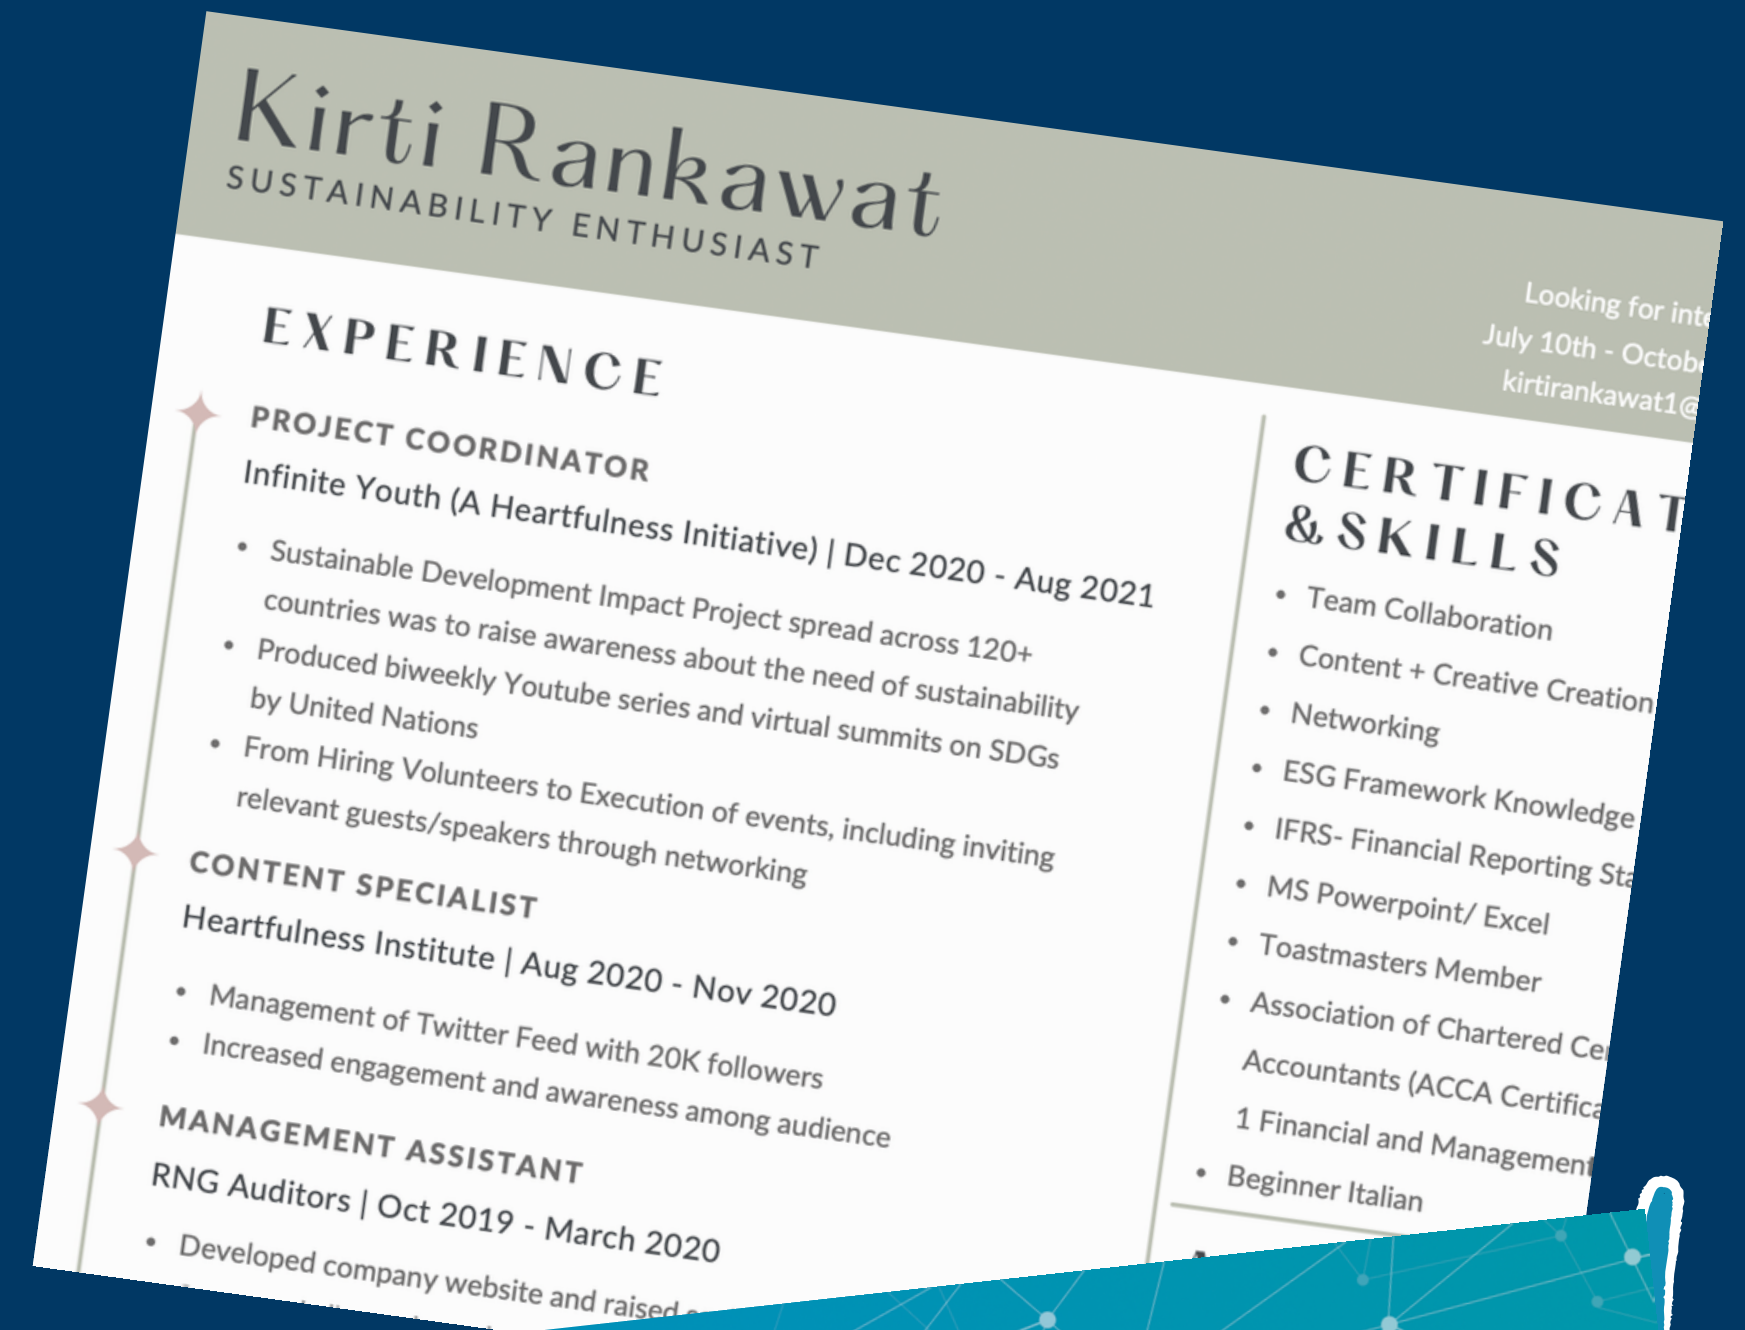 Kirti Rankawat
SUSTAINABILITY ENTHUSIAST
Looking for inte
July 10th - Octobe
kirtirankawat1@
EXPERIENCE
PROJECT COORDINATOR
Infinite Youth (A Heartfulness Initiative) | Dec 2020 - Aug 2021
• Sustainable Development Impact Project spread across 120+
countries was to raise awareness about the need of sustainability
• Produced biweekly Youtube series and virtual summits on SDGs
by United Nations
• From Hiring Volunteers to Execution of events, including inviting
relevant guests/speakers through networking
CONTENT SPECIALIST
Heartfulness Institute | Aug 2020 - Nov 2020
• Management of Twitter Feed with 20K followers
• Increased engagement and awareness among audience
MANAGEMENT ASSISTANT
RNG Auditors | Oct 2019 - March 2020
• Developed company website and raised
CERTIFICAT
&SKILLS
• Team Collaboration
• Content + Creative Creation
• Networking
• ESG Framework Knowledge
• IFRS- Financial Reporting Sta
• MS Powerpoint/ Excel
• Toastmasters Member
• Association of Chartered Cer
Accountants (ACCA Certifica
1 Financial and Management
• Beginner Italian